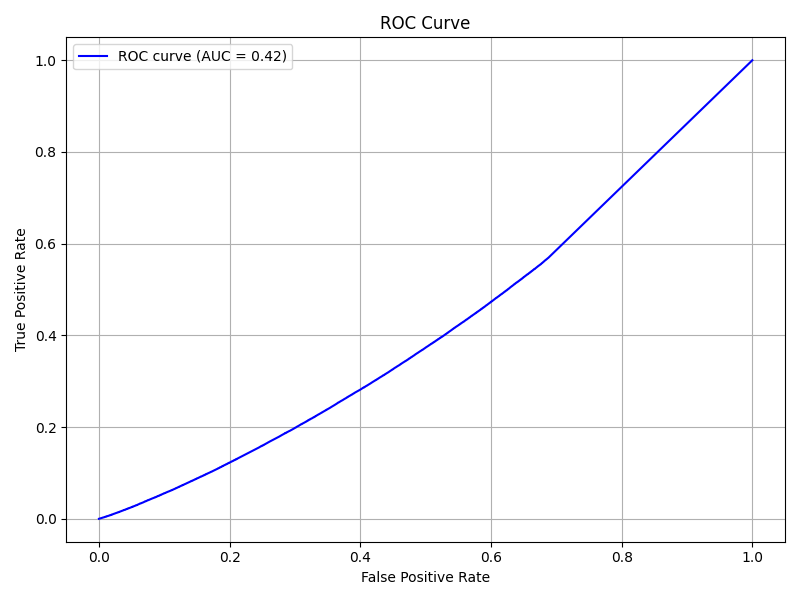 ROC Curve
ROC curve (AUC = 0.42)
True Positive Rate
1.0
0.8
0.6
0.4
0.2
0.0
0.0 0.2 0.4 0.6 0.8 1.0
False Positive Rate